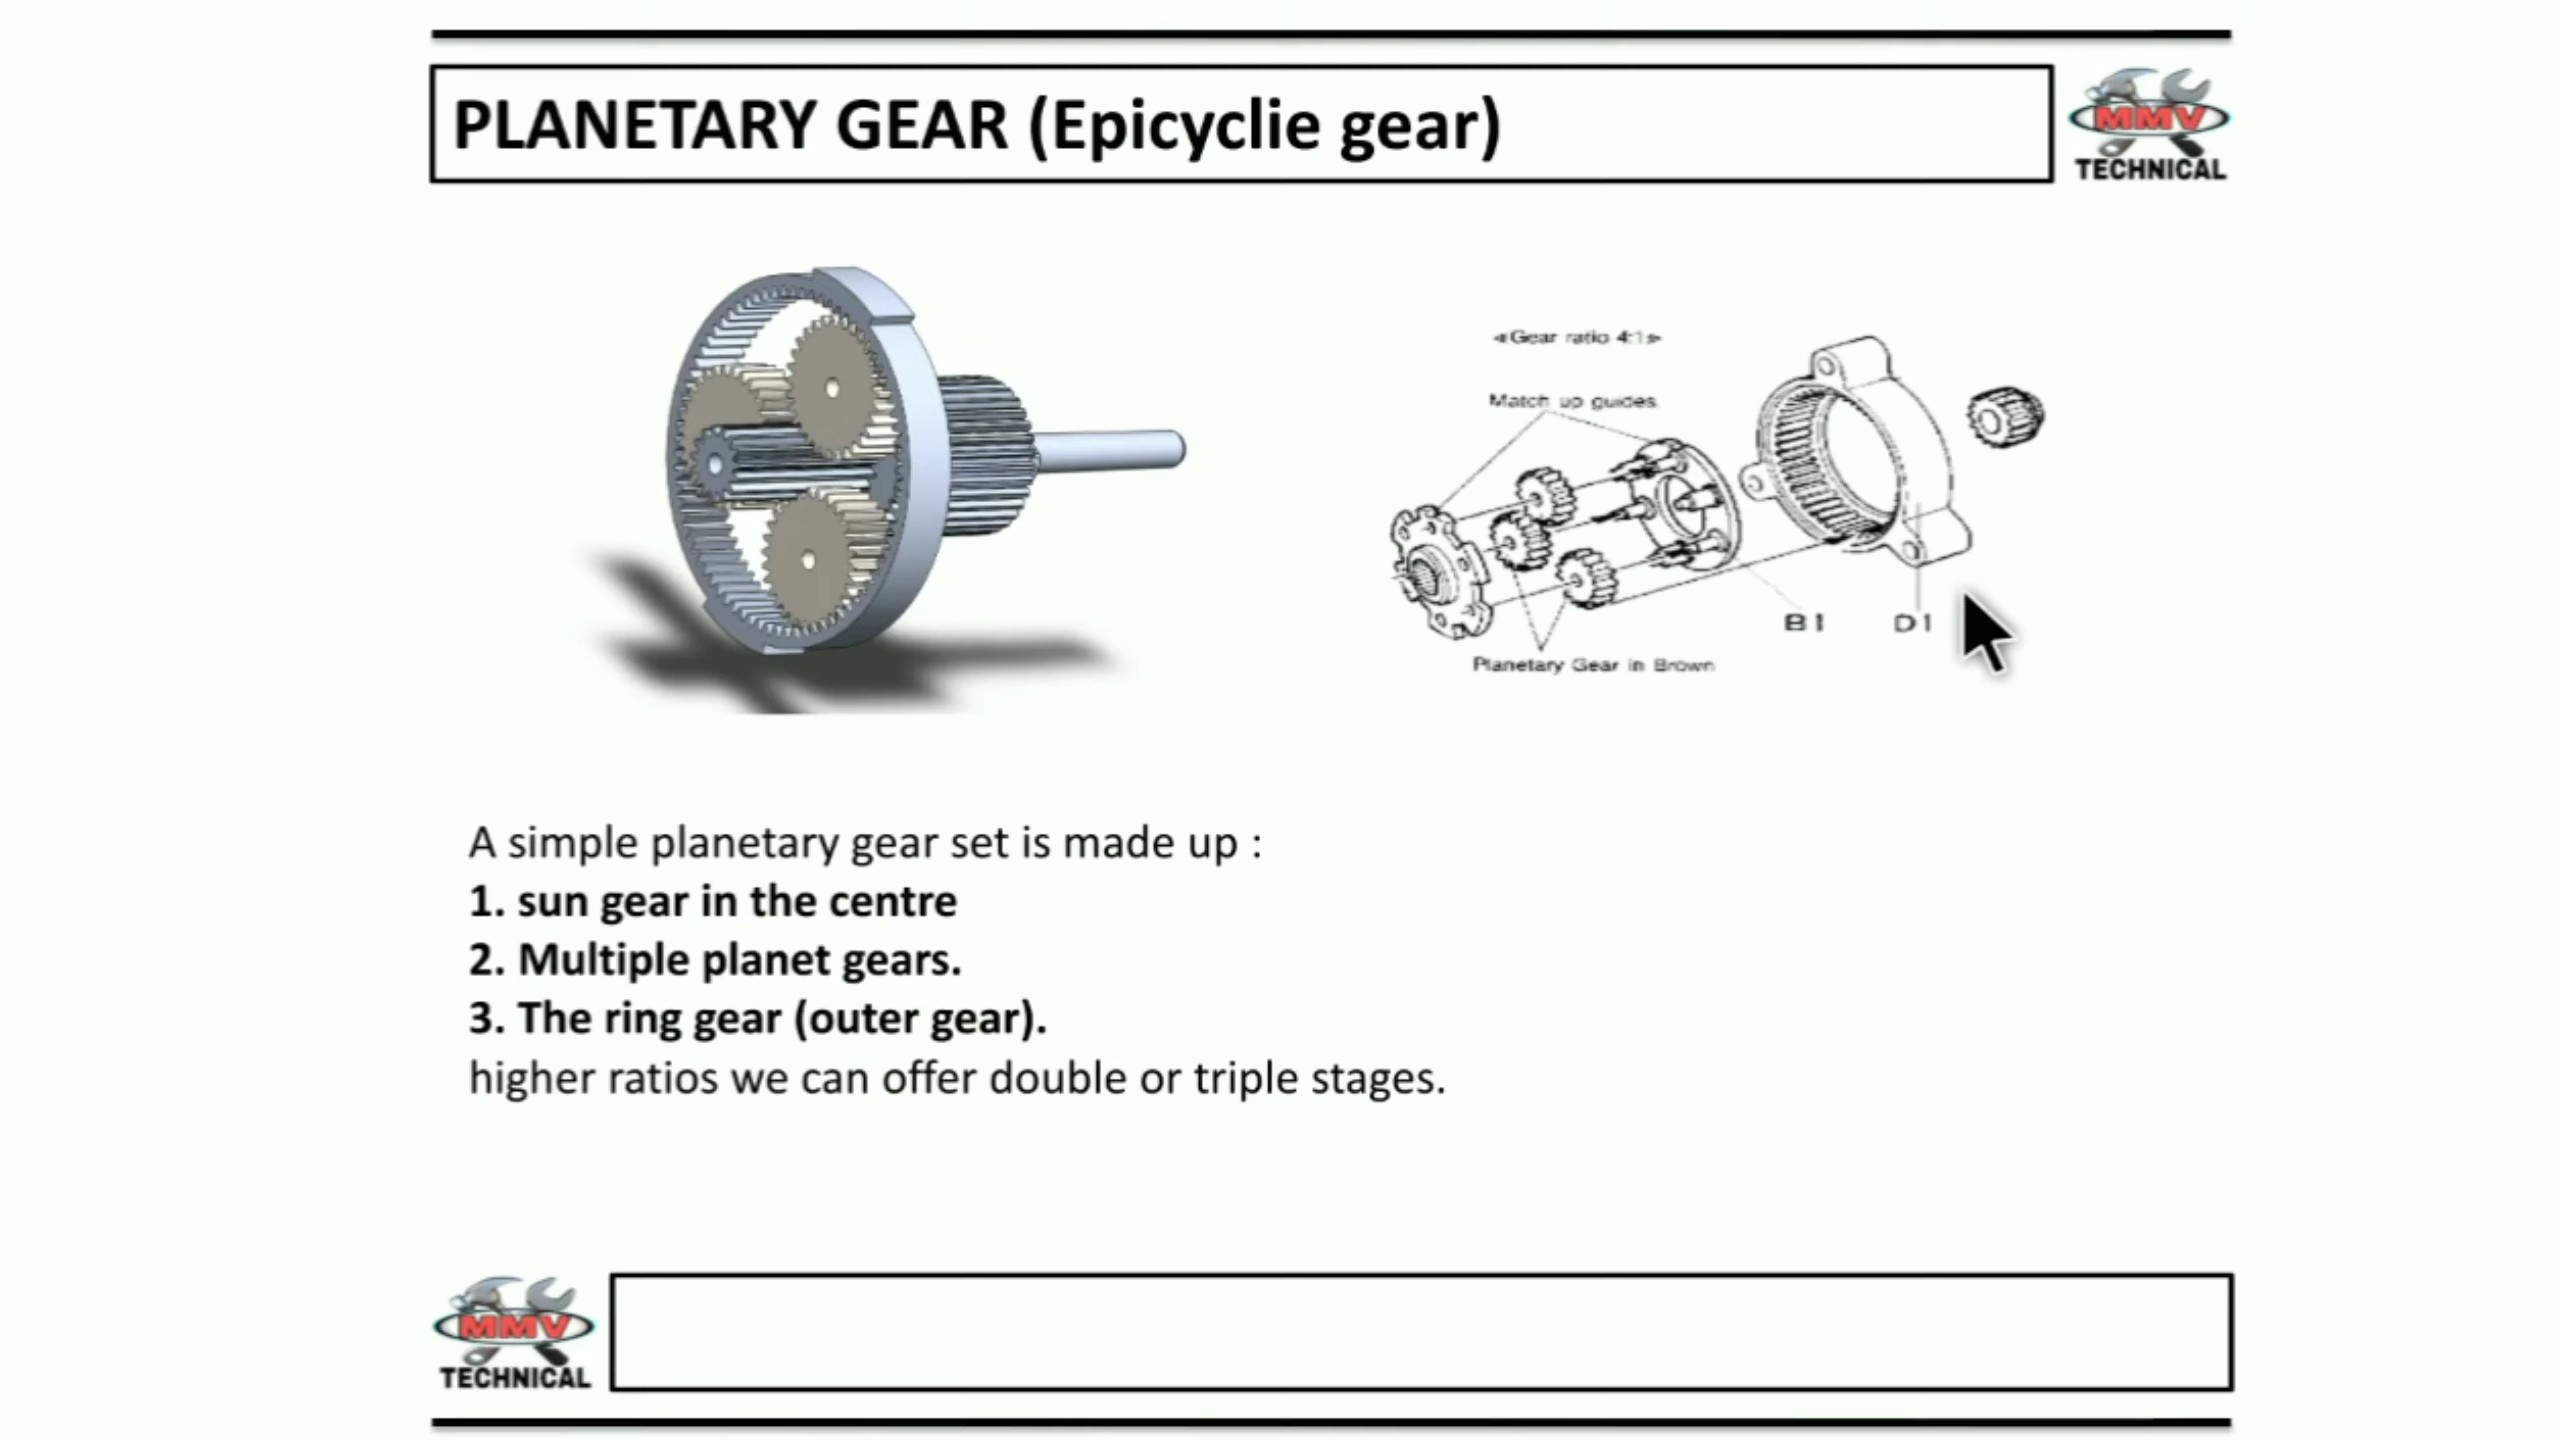 PLANETARY GEAR (Epicyclie gear)
MMV
TECHNICAL
Gear ratio 4:1
Match up guides
B1
D1
Planetary Gear in Brown
A simple planetary gear set is made up :
1. sun gear in the centre
2. Multiple planet gears.
3. The ring gear (outer gear).
higher ratios we can offer double or triple stages.
MMV
TECHNICAL